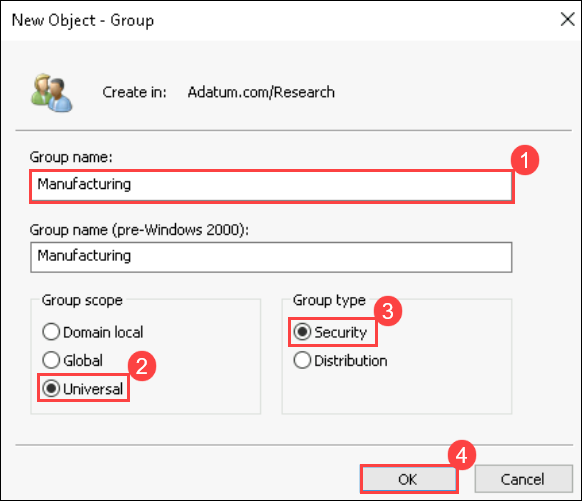 New Object - Group
Create in: Adatum.com/Research
Group name:
1
Manufacturing
Group name (pre-Windows 2000):
Manufacturing
Group scope
Domain local
Global
2
Universal
Group type
3
Security
Distribution
4
OK
Cancel